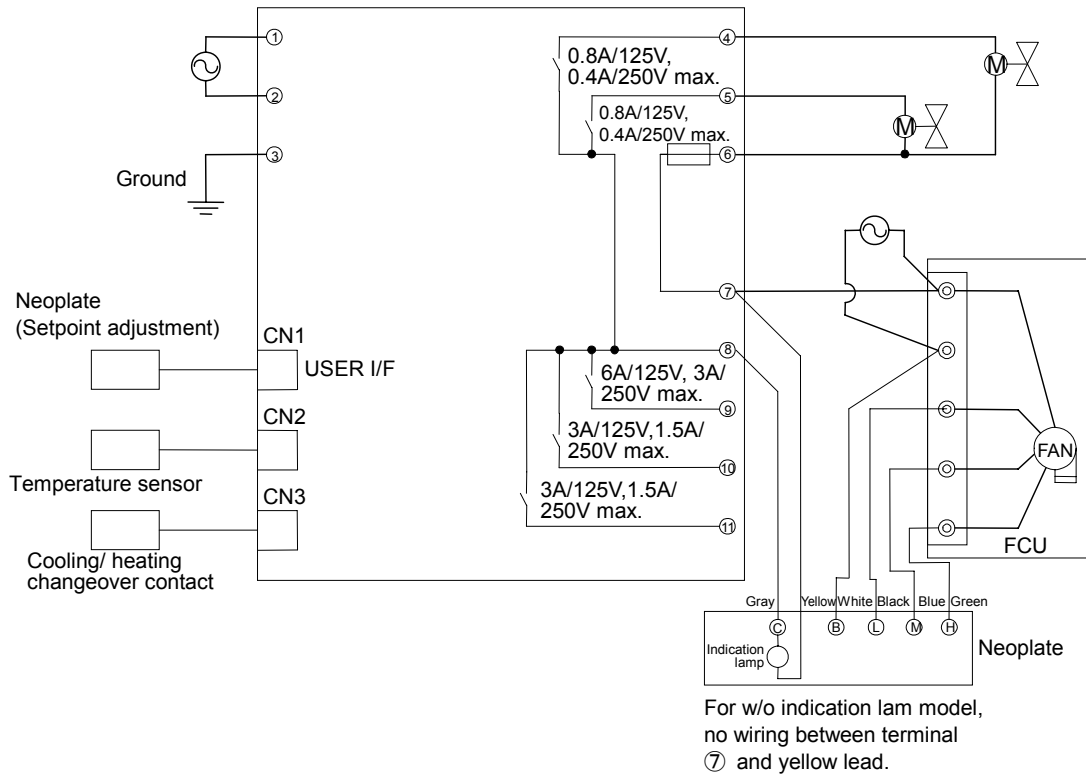 ①
②
③
Ground
0.8A/125V,
0.4A/250V max.
0.8A/125V,
0.4A/250V max.
④
⑤
⑥
⑦
⑧
⑨
⑩
⑪
M
M
Neoplate
(Setpoint adjustment)
CN1
USER I/F
CN2
Temperature sensor
CN3
Cooling/ heating
changeover contact
6A/125V, 3A/
250V max.
3A/125V,1.5A/
250V max.
3A/125V,1.5A/
250V max.
FAN
FCU
Gray Yellow White Black Blue Green
C B L M H
Indication
lamp
Neoplate
For w/o indication lam model,
no wiring between terminal
⑦ and yellow lead.